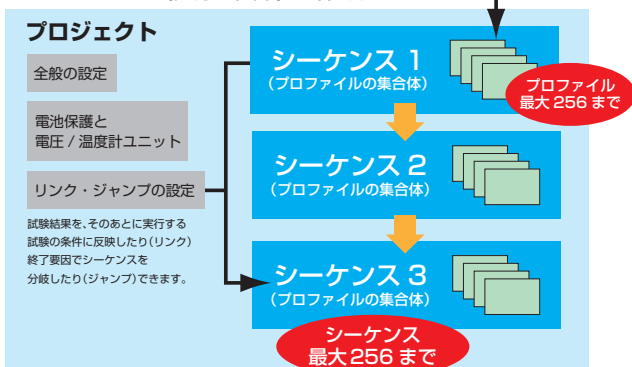 プロジェクト
全般の設定
電池保護と
電圧 / 温度計ユニット
リンク・ジャンプの設定
試験結果を、そのあとに実行する
試験の条件に反映したり(リンク)
終了要因でシーケンスを
分岐したり(ジャンプ)できます。
シーケンス 1
(プロファイルの集合体)
プロファイル
最大 256 まで
シーケンス 2
(プロファイルの集合体)
シーケンス 3
(プロファイルの集合体)
シーケンス
最大 256 まで